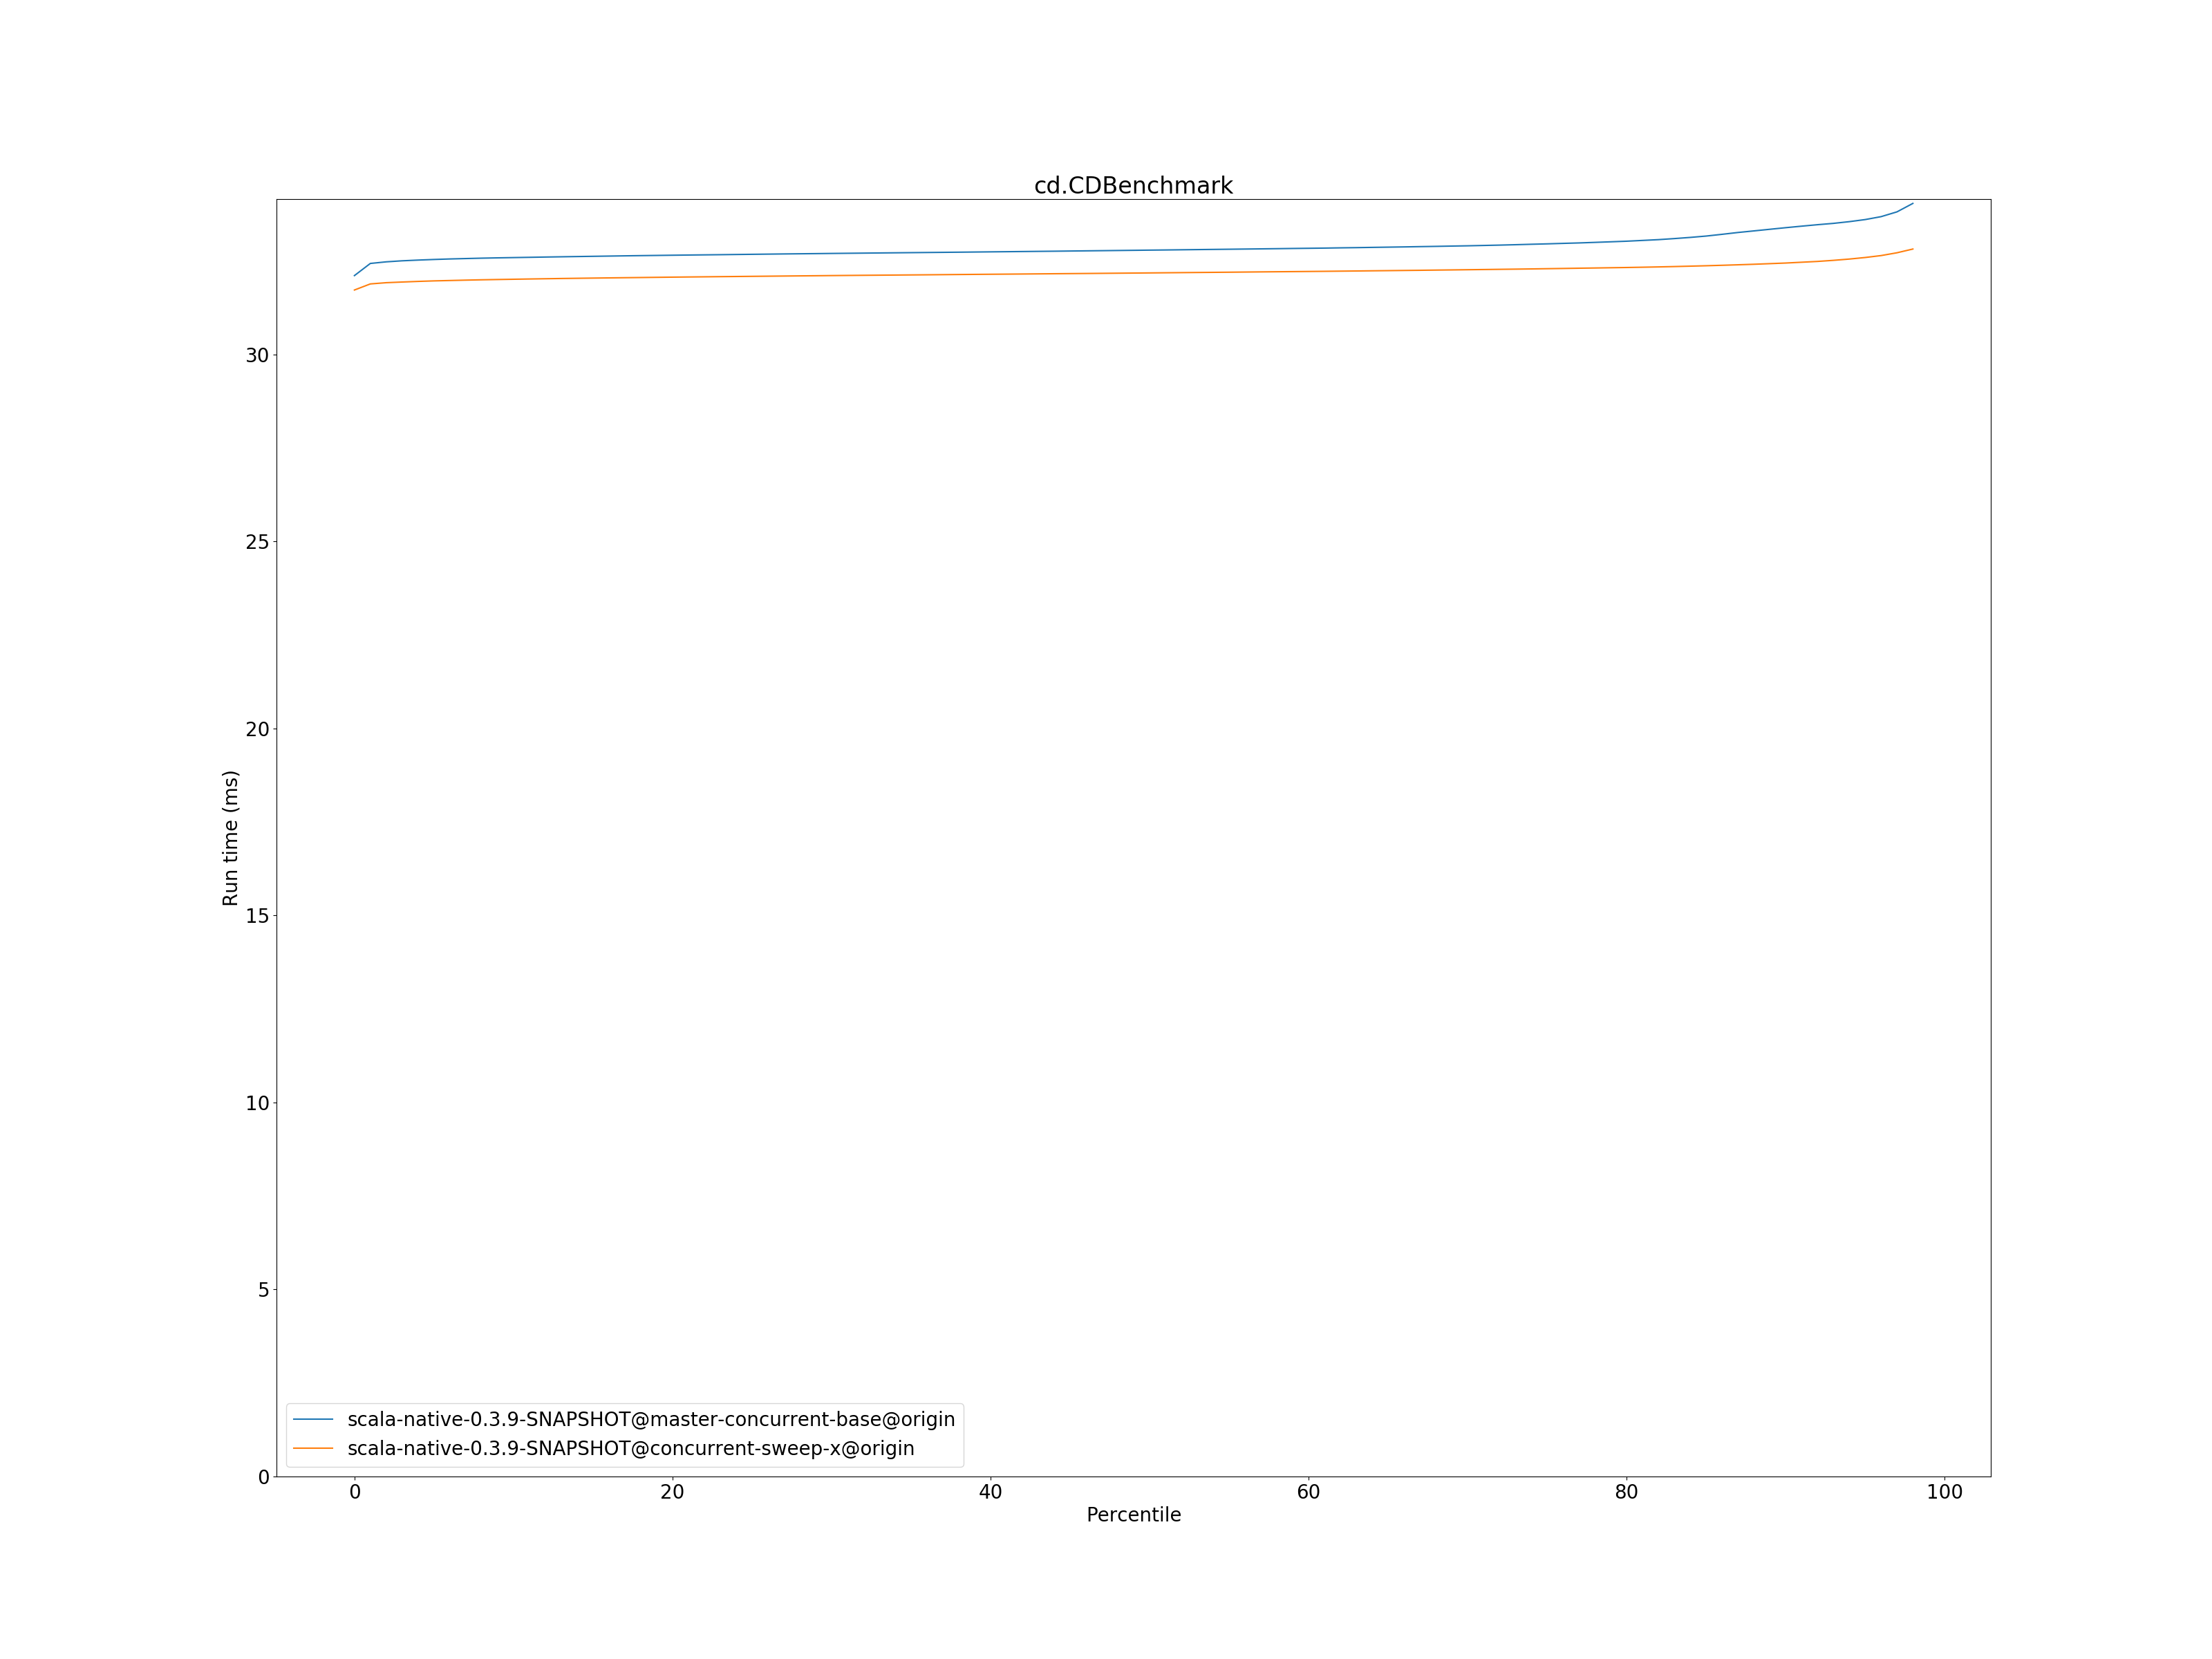 cd.CDBenchmark
30
25
20
15
10
5
0
Run time (ms)
scala-native-0.3.9-SNAPSHOT@master-concurrent-base@origin
scala-native-0.3.9-SNAPSHOT@concurrent-sweep-x@origin
0 20 40 60 80 100
Percentile